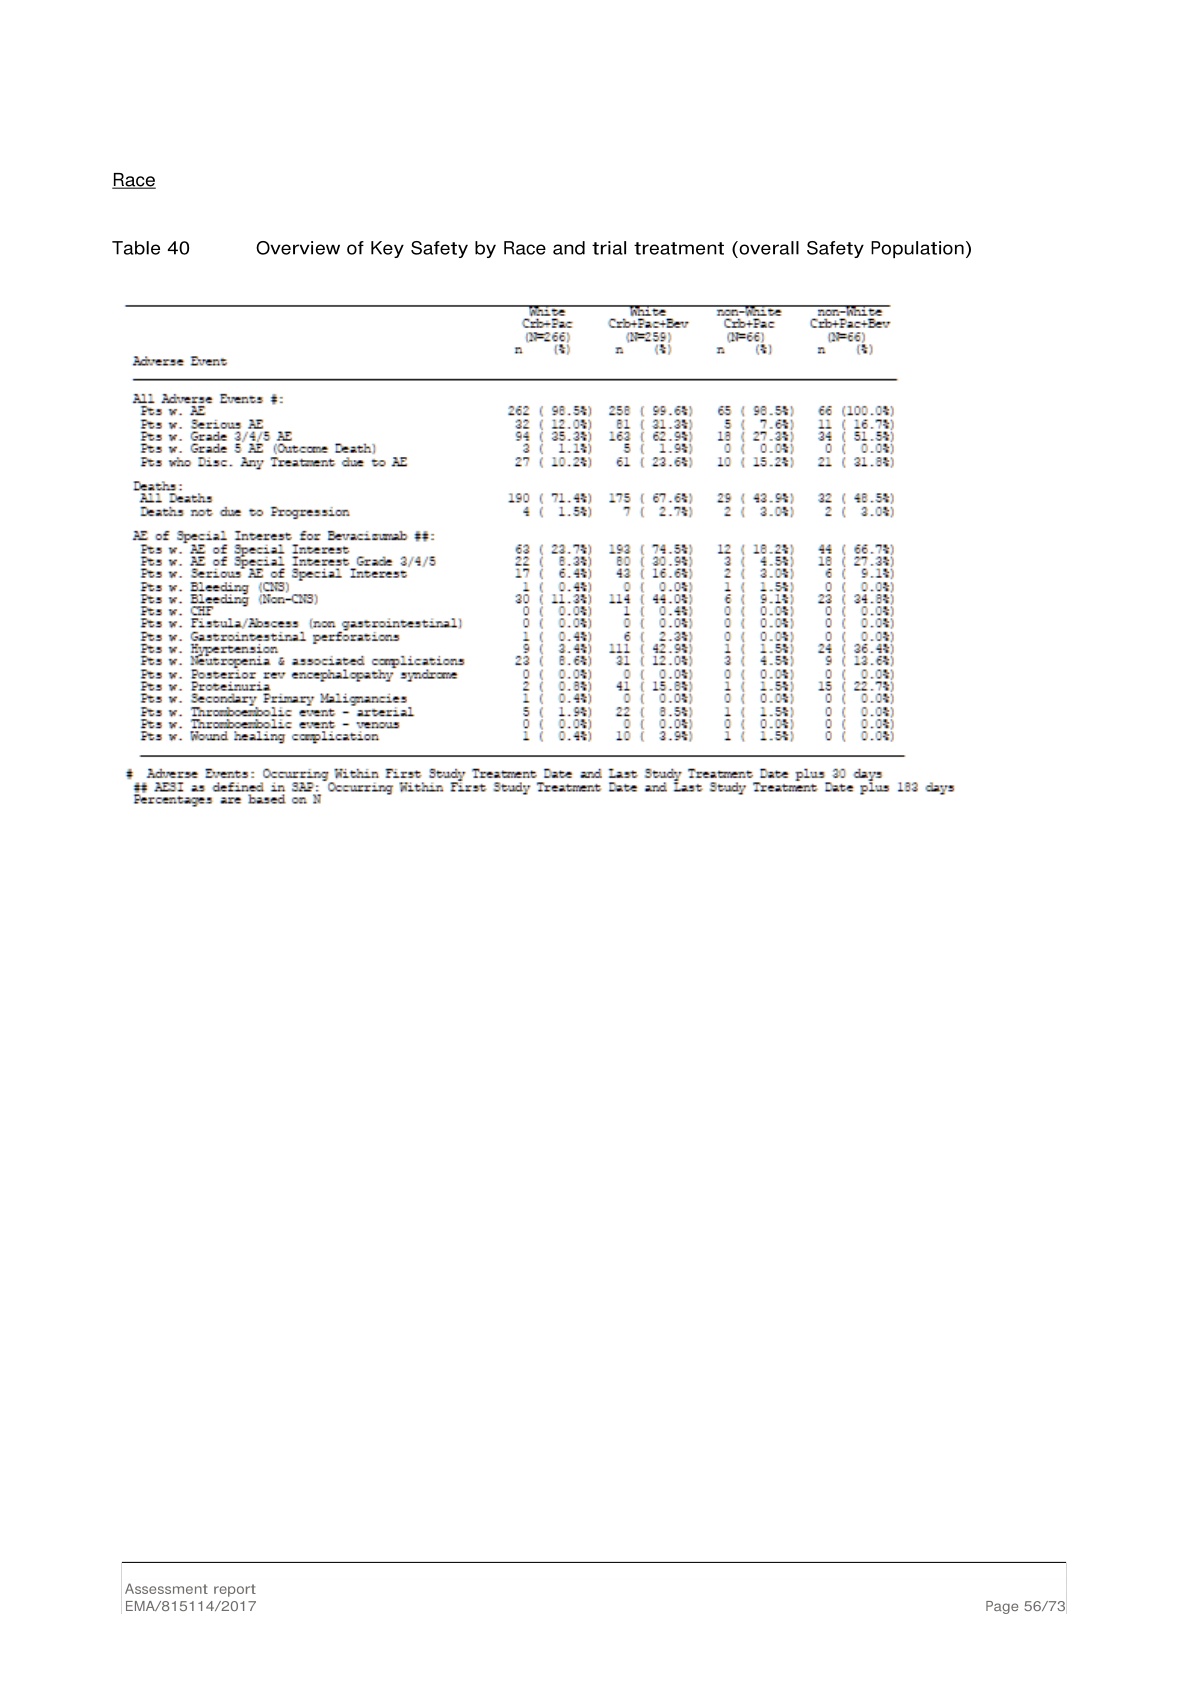 Race
Table 40 Overview of Key Safety by Race and trial treatment (overall Safety Population)
White White non-White non-White
Crb+Pac Crb+Pac+Bev Crb+Pac Crb+Pac+Bev
(N=266) (N=259) (N=66) (N=66)
n (%) n (%) n (%) n (%)
Adverse Event
All Adverse Events #:
Pts w. AE 262 ( 98.5%) 258 ( 99.6%) 65 ( 98.5%) 66 (100.0%)
Pts w. Serious AE 32 ( 12.0%) 81 ( 31.3%) 5 ( 7.6%) 11 ( 16.7%)
Pts w. Grade 3/4/5 AE 94 ( 35.3%) 163 ( 62.9%) 18 ( 27.3%) 34 ( 51.5%)
Pts w. Grade 5 AE (Outcome Death) 3 ( 1.1%) 5 ( 1.9%) 0 ( 0.0%) 0 ( 0.0%)
Pts who Disc. Any Treatment due to AE 27 ( 10.2%) 61 ( 23.6%) 10 ( 15.2%) 21 ( 31.8%)
Deaths:
All Deaths 190 ( 71.4%) 175 ( 67.6%) 29 ( 43.9%) 32 ( 48.5%)
Deaths not due to Progression 4 ( 1.5%) 7 ( 2.7%) 2 ( 3.0%) 2 ( 3.0%)
AE of Special Interest for Bevacizumab ##:
Pts w. AE of Special Interest 63 ( 23.7%) 193 ( 74.5%) 12 ( 18.2%) 44 ( 66.7%)
Pts w. AE of Special Interest Grade 3/4/5 22 ( 8.3%) 80 ( 30.9%) 3 ( 4.5%) 18 ( 27.3%)
Pts w. Serious AE of Special Interest 17 ( 6.4%) 43 ( 16.6%) 2 ( 3.0%) 6 ( 9.1%)
Pts w. Bleeding (CNS) 1 ( 0.4%) 0 ( 0.0%) 1 ( 1.5%) 0 ( 0.0%)
Pts w. Bleeding (Non-CNS) 30 ( 11.3%) 114 ( 44.0%) 6 ( 9.1%) 23 ( 34.8%)
Pts w. CHF 0 ( 0.0%) 1 ( 0.4%) 0 ( 0.0%) 0 ( 0.0%)
Pts w. Fistula/Abscess (non gastrointestinal) 0 ( 0.0%) 0 ( 0.0%) 0 ( 0.0%) 0 ( 0.0%)
Pts w. Gastrointestinal perforations 1 ( 0.4%) 6 ( 2.3%) 0 ( 0.0%) 0 ( 0.0%)
Pts w. Hypertension 9 ( 3.4%) 111 ( 42.9%) 1 ( 1.5%) 24 ( 36.4%)
Pts w. Neutropenia & associated complications 23 ( 8.6%) 31 ( 12.0%) 3 ( 4.5%) 9 ( 13.6%)
Pts w. Posterior rev encephalopathy syndrome 0 ( 0.0%) 0 ( 0.0%) 0 ( 0.0%) 0 ( 0.0%)
Pts w. Proteinuria 2 ( 0.8%) 41 ( 15.8%) 1 ( 1.5%) 15 ( 22.7%)
Pts w. Secondary Primary Malignancies 1 ( 0.4%) 0 ( 0.0%) 0 ( 0.0%) 0 ( 0.0%)
Pts w. Thromboembolic event - arterial 5 ( 1.9%) 22 ( 8.5%) 1 ( 1.5%) 0 ( 0.0%)
Pts w. Thromboembolic event - venous 0 ( 0.0%) 0 ( 0.0%) 0 ( 0.0%) 0 ( 0.0%)
Pts w. Wound healing complication 1 ( 0.4%) 10 ( 3.9%) 1 ( 1.5%) 0 ( 0.0%)
# Adverse Events: Occurring Within First Study Treatment Date and Last Study Treatment Date plus 30 days
## AESI as defined in SAP: Occurring Within First Study Treatment Date and Last Study Treatment Date plus 183 days
Percentages are based on N
Assessment report
EMA/815114/2017 Page 56/73